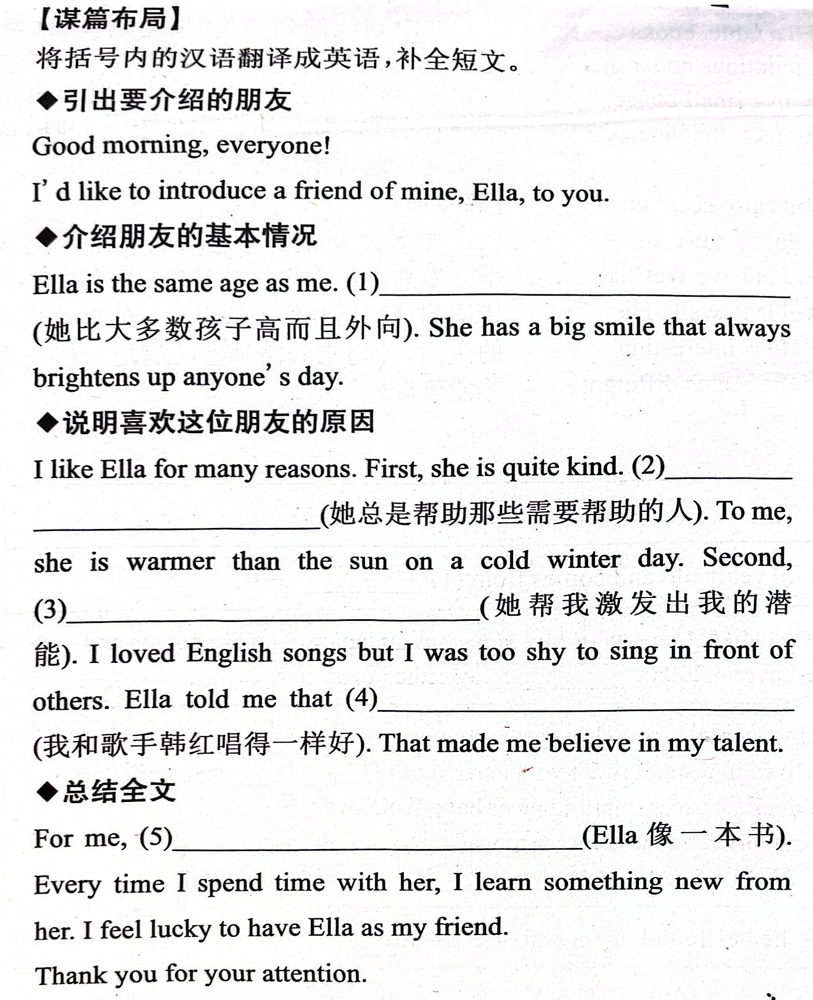 【谋篇布局】
将括号内的汉语翻译成英语,补全短文。
◆引出要介绍的朋友
Good morning, everyone!
I'd like to introduce a friend of mine, Ella, to you.
◆介绍朋友的基本情况
Ella is the same age as me. (1)____________________
(她比大多数孩子高而且外向). She has a big smile that always
brightens up anyone's day.
◆说明喜欢这位朋友的原因
I like Ella for many reasons. First, she is quite kind. (2)________
______________(她总是帮助那些需要帮助的人). To me,
she is warmer than the sun on a cold winter day. Second,
(3)____________________(她帮我激发出我的潜
能). I loved English songs but I was too shy to sing in front of
others. Ella told me that (4)____________________
(我和歌手韩红唱得一样好). That made me believe in my talent.
◆总结全文
For me, (5)____________________(Ella 像一本书).
Every time I spend time with her, I learn something new from
her. I feel lucky to have Ella as my friend.
Thank you for your attention.